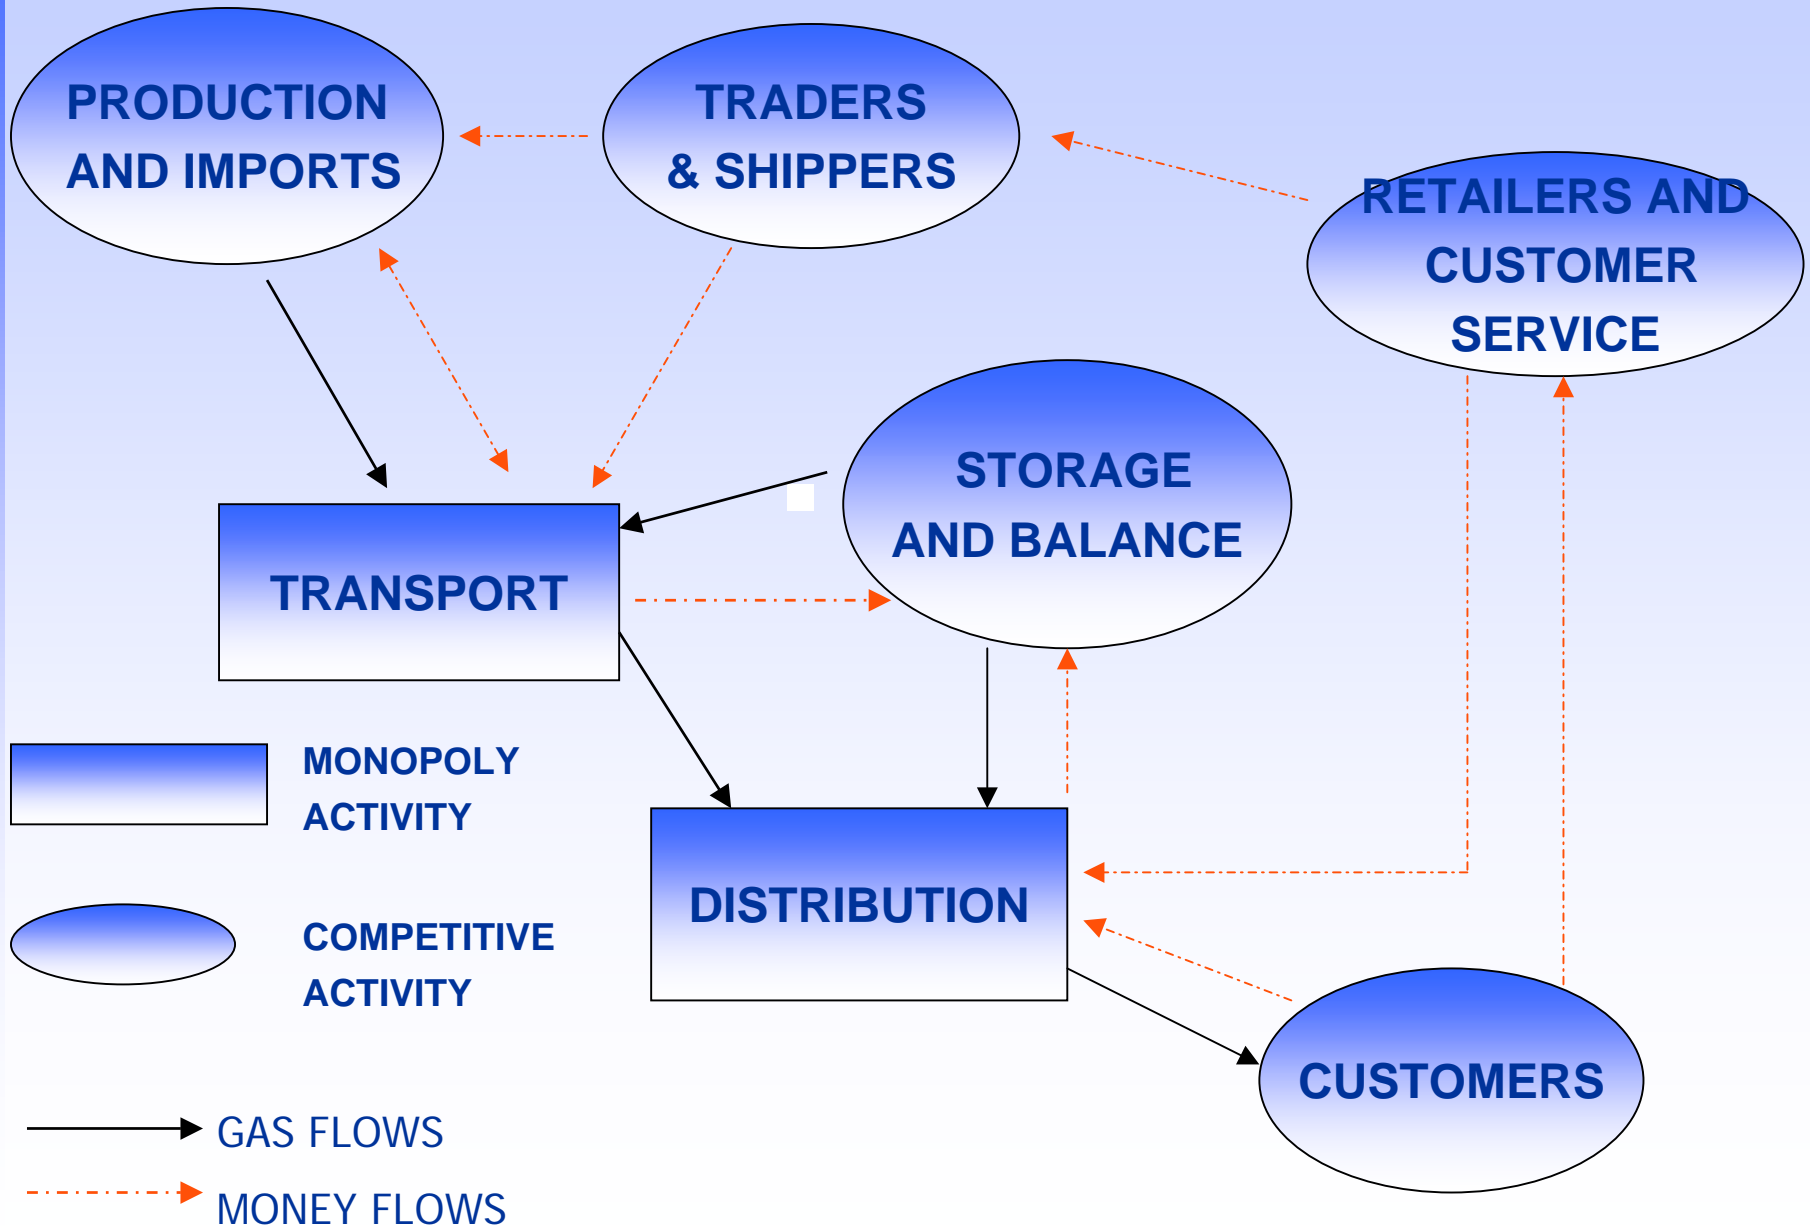 PRODUCTION
AND IMPORTS
TRADERS
& SHIPPERS
RETAILERS AND
CUSTOMER
SERVICE
STORAGE
AND BALANCE
TRANSPORT
MONOPOLY
ACTIVITY
DISTRIBUTION
COMPETITIVE
ACTIVITY
CUSTOMERS
GAS FLOWS
MONEY FLOWS